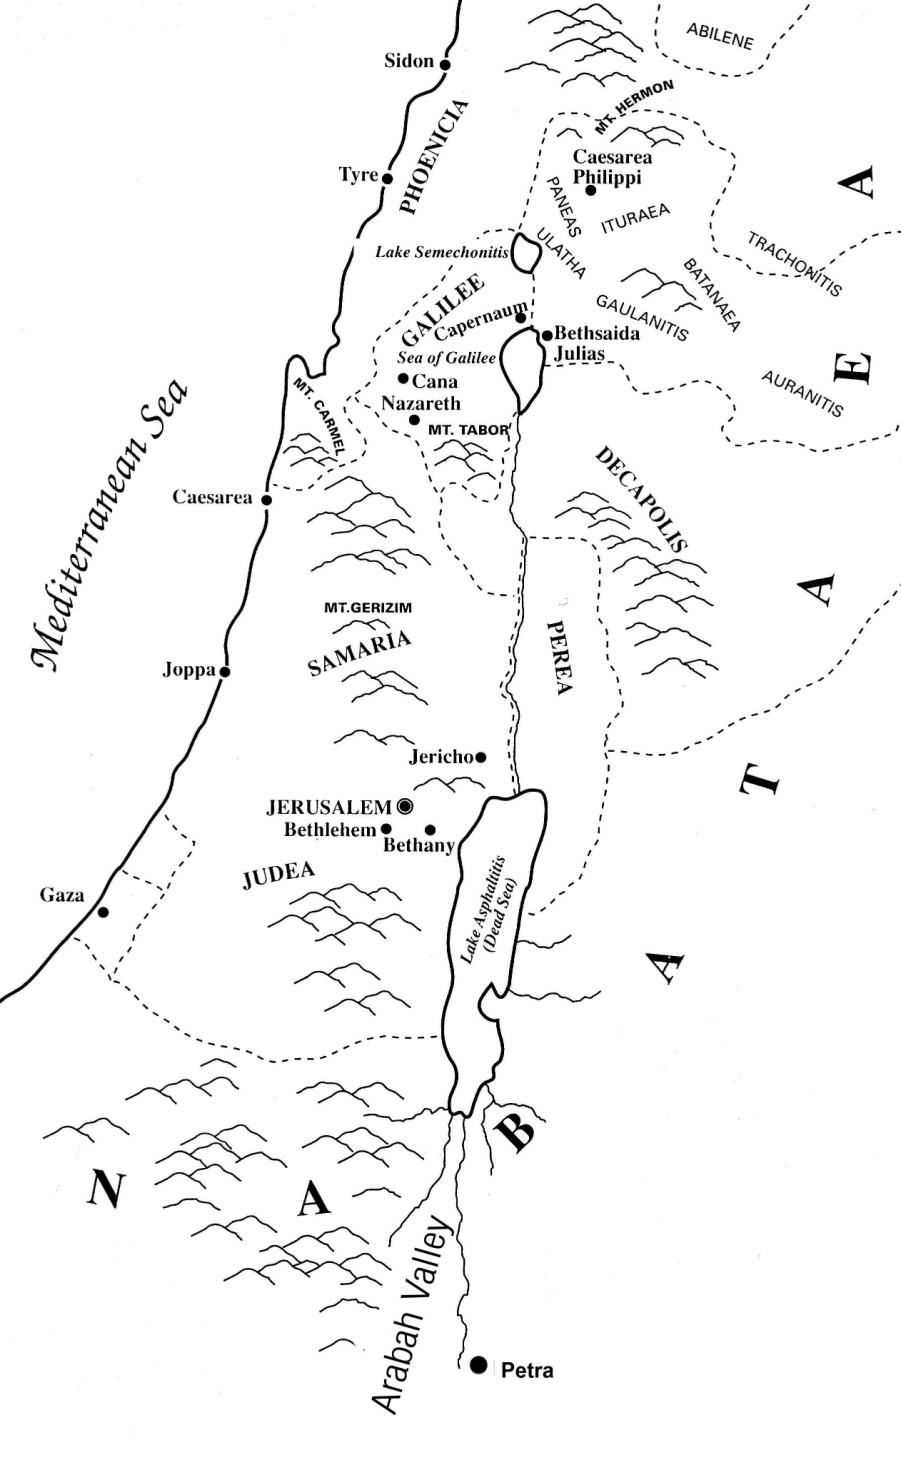 ABILENE
Sidon
MT. HERMON
PHOENICIA
Caesarea
Philippi
Tyre
PANEAS
ITURAEA
ULATHA
TRACHONITIS
Lake Semechonitis
BATANAEA
GALILEE
GAULANITIS
Capernaum
Bethsaida
Julias
Sea of Galilee
Cana
AURANITIS
Nazareth
MT. CARMEL
MT. TABOR
Mediterranean Sea
DECAPOLIS
Caesarea
MT.GERIZIM
SAMARIA
PEREA
Joppa
Jericho
JERUSALEM
Bethlehem
Bethany
JUDEA
Gaza
Lake Asphaltitis
(Dead Sea)
N A B A T A E A
Arabah Valley
Petra